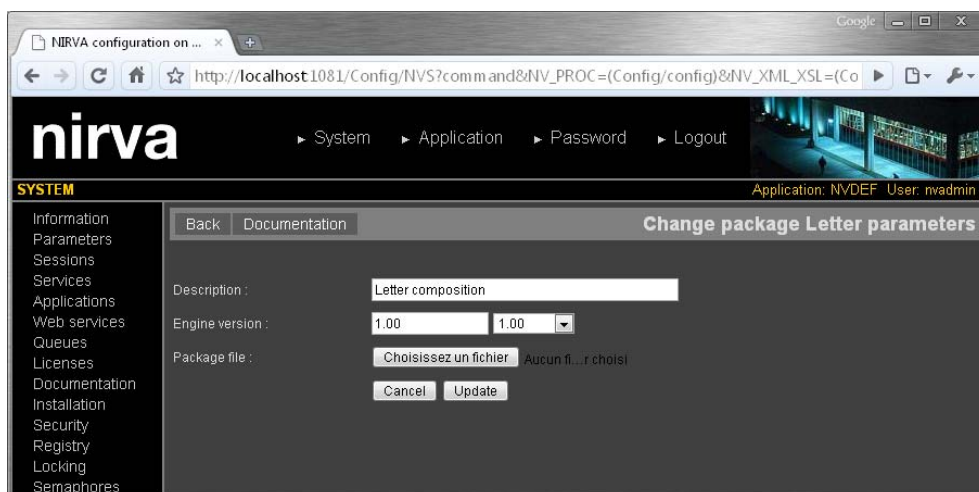 Google
NIRVA configuration on ...
http://localhost:1081/Config/NVS?command&NV_PROC=(Config/config)&NV_XML_XSL=(Co
nirva
System Application Password Logout
SYSTEM
Application: NVDEF User: nvadmin
Information
Parameters
Sessions
Services
Applications
Web services
Queues
Licenses
Documentation
Installation
Security
Registry
Locking
Semaphores
Back Documentation
Change package Letter parameters
Description : Letter composition
Engine version : 1.00 1.00
Package file : Choisissez un fichier Aucun fi...r choisi
Cancel Update